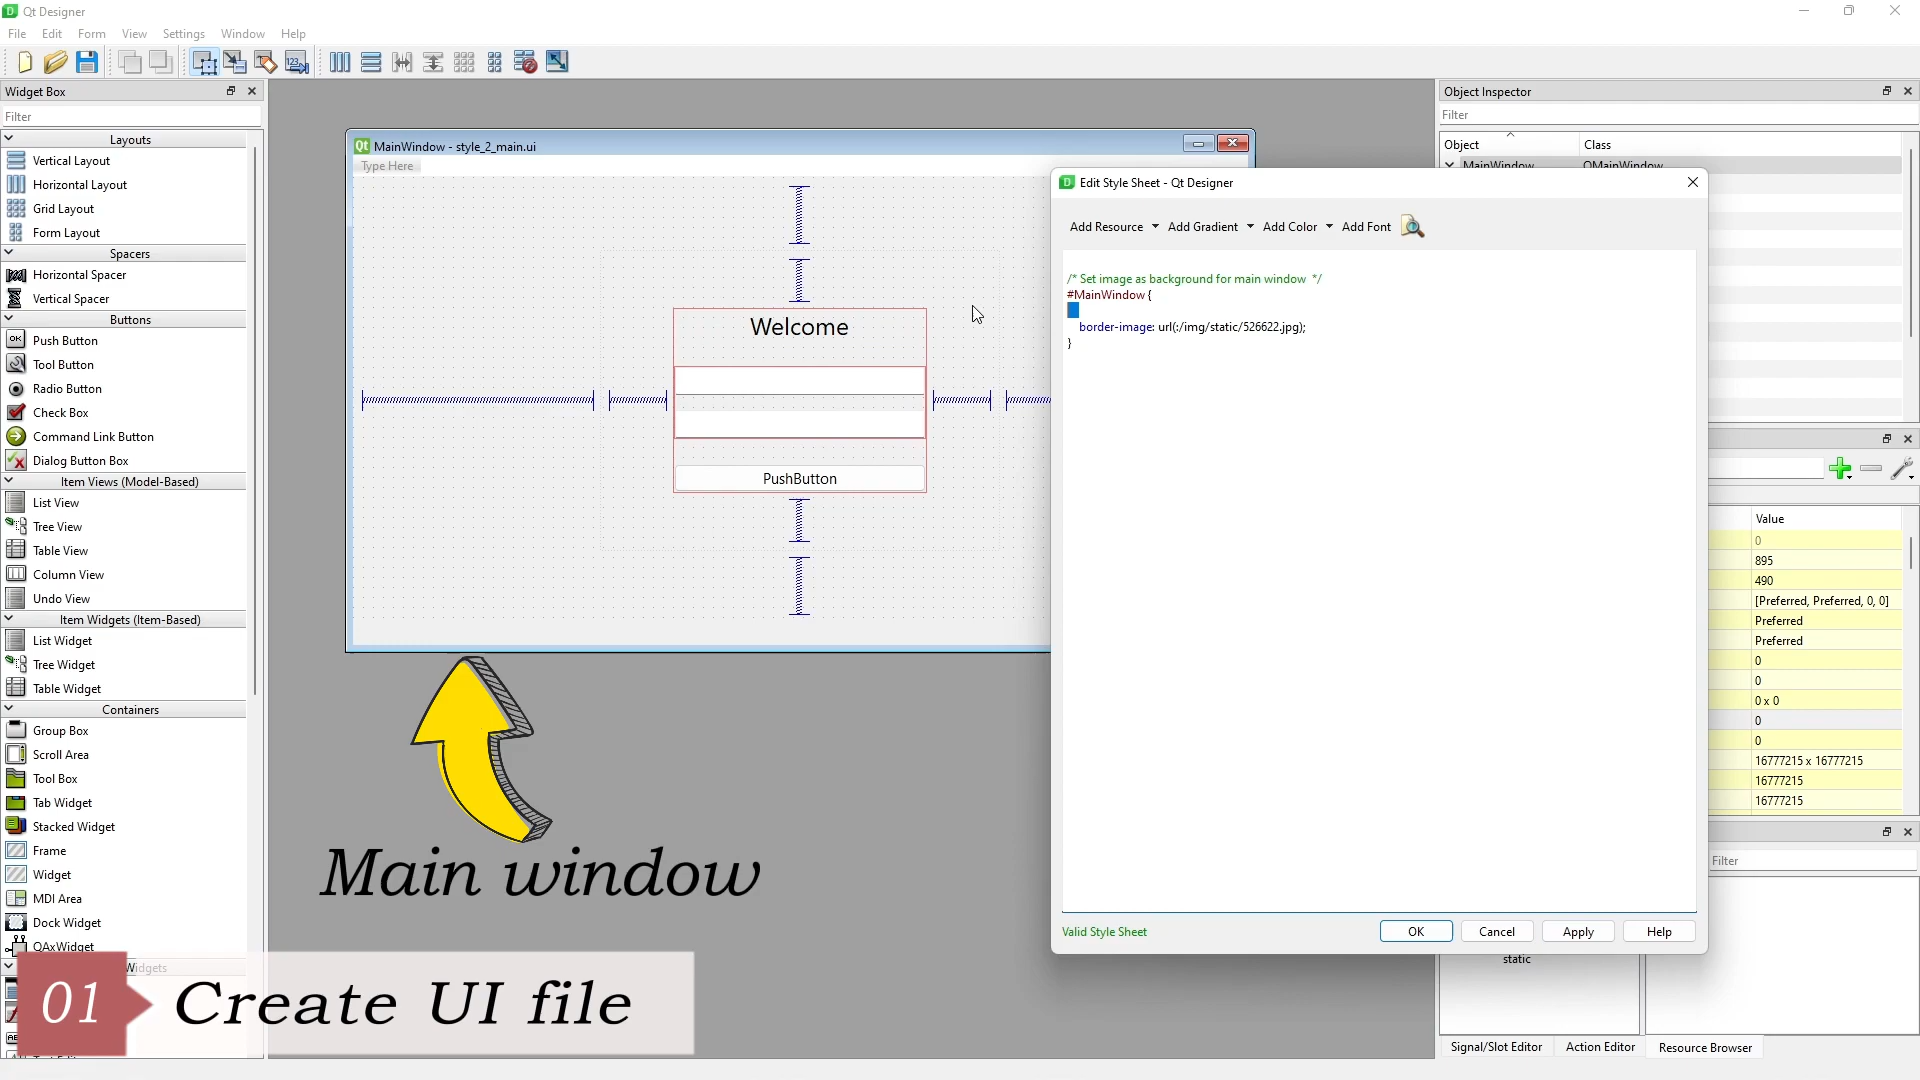 Qt Designer
File Edit Form View Settings Window Help
Widget Box
Filter
Layouts
Vertical Layout
Horizontal Layout
Grid Layout
Form Layout
Spacers
Horizontal Spacer
Vertical Spacer
Buttons
Push Button
Tool Button
Radio Button
Check Box
Command Link Button
Dialog Button Box
Item Views (Model-Based)
List View
Tree View
Table View
Column View
Undo View
Item Widgets (Item-Based)
List Widget
Tree Widget
Table Widget
Containers
Group Box
Scroll Area
Tool Box
Tab Widget
Stacked Widget
Frame
Widget
MDI Area
Dock Widget
QAxWidget
Widgets
MainWindow - style_2_main.ui
Type Here
Welcome
PushButton
Main window
01 Create UI file
Edit Style Sheet - Qt Designer
Add Resource Add Gradient Add Color Add Font
/* Set image as background for main window */
#MainWindow {
border-image: url(:/img/static/526622.jpg);
}
Valid Style Sheet
OK Cancel Apply Help
Object Inspector
Filter
Object Class
MainWindow QMainWindow
Value
0
895
490
[Preferred, Preferred, 0, 0]
Preferred
Preferred
0
0
0 x 0
0
0
16777215 x 16777215
16777215
16777215
Filter
static
Signal/Slot Editor Action Editor Resource Browser